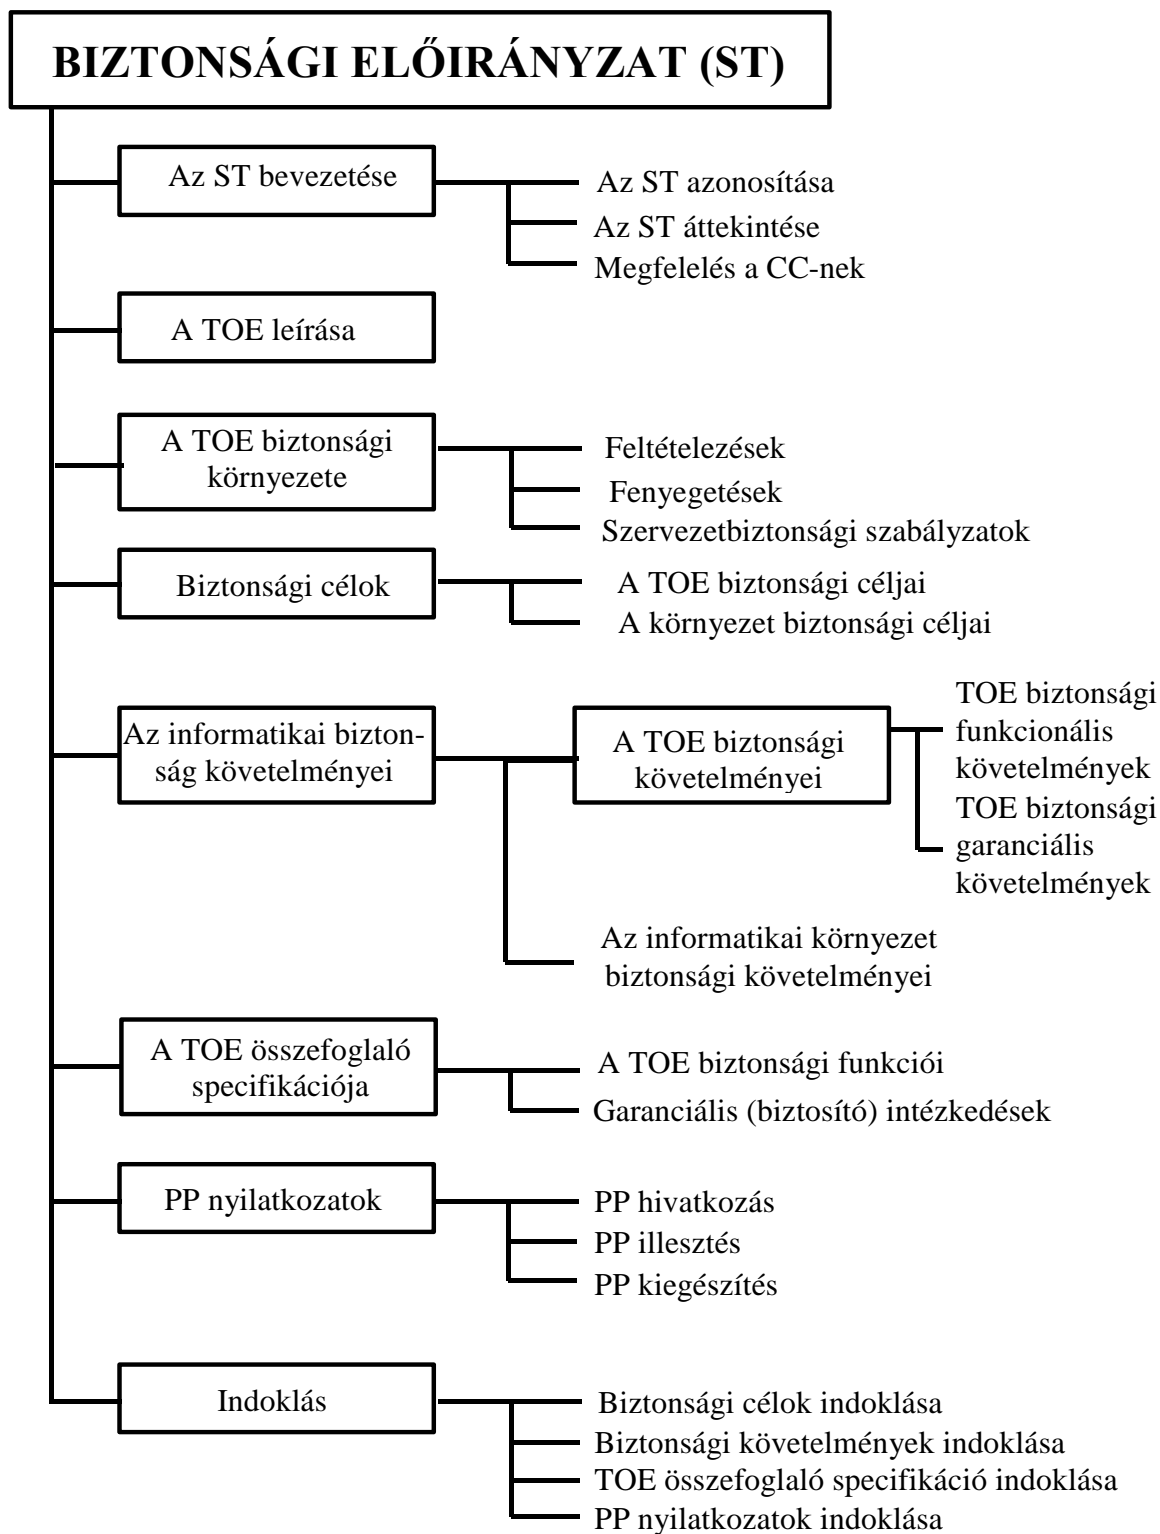 BIZTONSÁGI ELŐIRÁNYZAT (ST)
Az ST bevezetése
Az ST azonosítása
Az ST áttekintése
Megfelelés a CC-nek
A TOE leírása
A TOE biztonsági
környezete
Feltételezések
Fenyegetések
Szervezetbiztonsági szabályzatok
Biztonsági célok
A TOE biztonsági céljai
A környezet biztonsági céljai
Az informatikai bizton-
ság követelményei
A TOE biztonsági
követelményei
TOE biztonsági
funkcionális
követelmények
TOE biztonsági
garanciális
követelmények
Az informatikai környezet
biztonsági követelményei
A TOE összefoglaló
specifikációja
A TOE biztonsági funkciói
Garanciális (biztosító) intézkedések
PP nyilatkozatok
PP hivatkozás
PP illesztés
PP kiegészítés
Indoklás
Biztonsági célok indoklása
Biztonsági követelmények indoklása
TOE összefoglaló specifikáció indoklása
PP nyilatkozatok indoklása